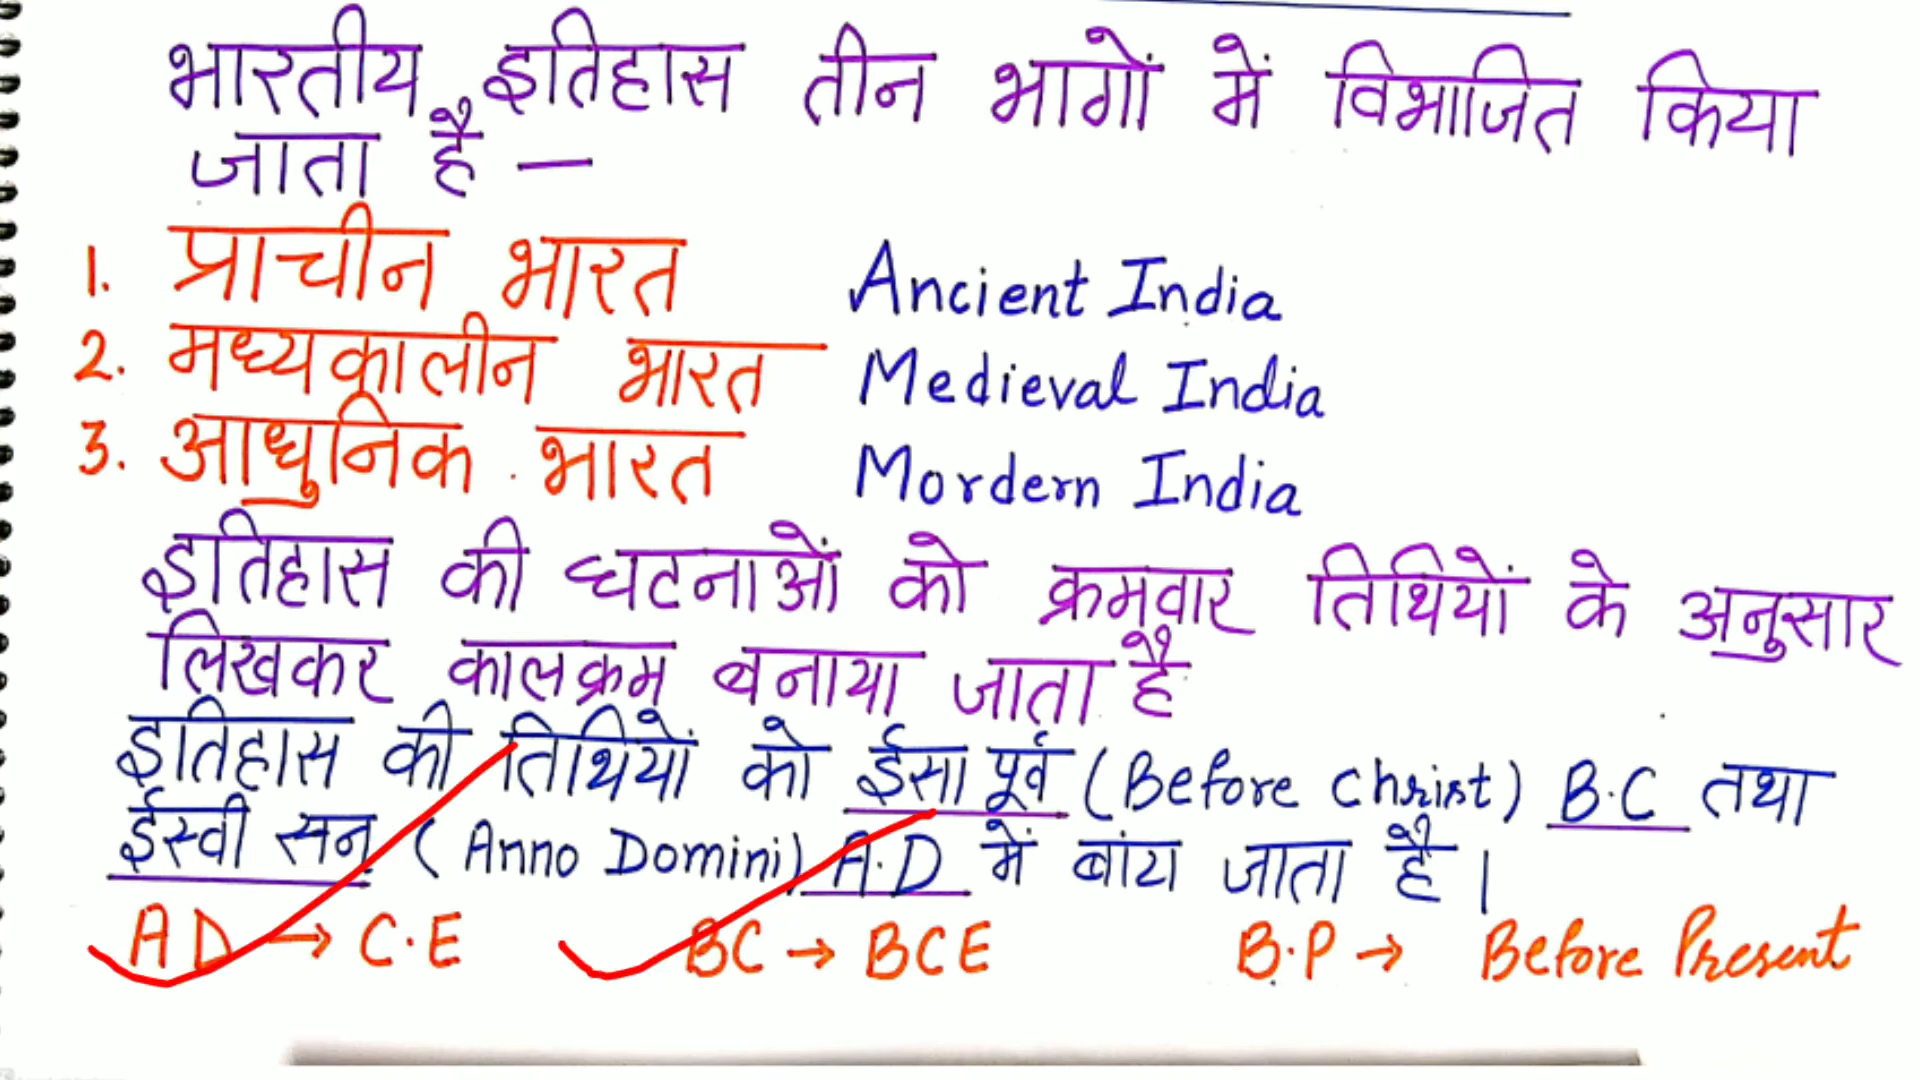 भारतीय इतिहास तीन भागों में विभाजित किया
जाता है –
1. प्राचीन भारत Ancient India
2. मध्यकालीन भारत Medieval India
3. आधुनिक भारत Mordern India
इतिहास की घटनाओं को क्रमवार तिथियों के अनुसार
लिखकर कालक्रम बनाया जाता है
इतिहास की तिथियों को ईसा पूर्व (Before Christ) B.C तथा
ईस्वी सन् (Anno Domini) A.D में बांटा जाता है।
AD → C.E BC → BCE B.P → Before Present